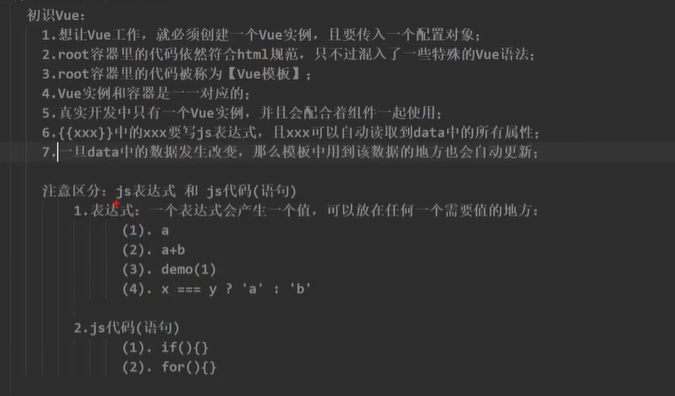 初识Vue:
1.想让Vue工作，就必须创建一个Vue实例，且要传入一个配置对象；
2.root容器里的代码依然符合html规范，只不过混入了一些特殊的Vue语法；
3.root容器里的代码被称为【Vue模板】；
4.Vue实例和容器是一一对应的；
5.真实开发中只有一个Vue实例，并且会配合着组件一起使用；
6.{{xxx}}中的xxx要写js表达式，且xxx可以自动读取到data中的所有属性；
7.一旦data中的数据发生改变，那么模板中用到该数据的地方也会自动更新；
注意区分：js表达式 和 js代码(语句)
1.表达式：一个表达式会产生一个值，可以放在任何一个需要值的地方：
(1). a
(2). a+b
(3). demo(1)
(4). x === y ? 'a' : 'b'
2.js代码(语句)
(1). if(){}
(2). for(){}